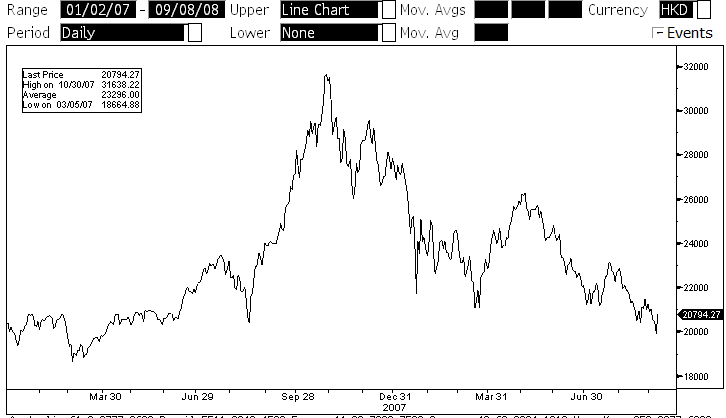 Range 01/02/07 - 09/08/08 Upper Line Chart Mov. Avgs Currency HKD
Period Daily Lower None Mov. Avg Events
Last Price 20794.27
High on 10/30/07 31638.22
Average 23296.00
Low on 03/05/07 18664.88
32000
30000
28000
26000
24000
22000
20794.27
20000
18000
Mar 30 Jun 29 Sep 28 Dec 31 Mar 31 Jun 30
2007